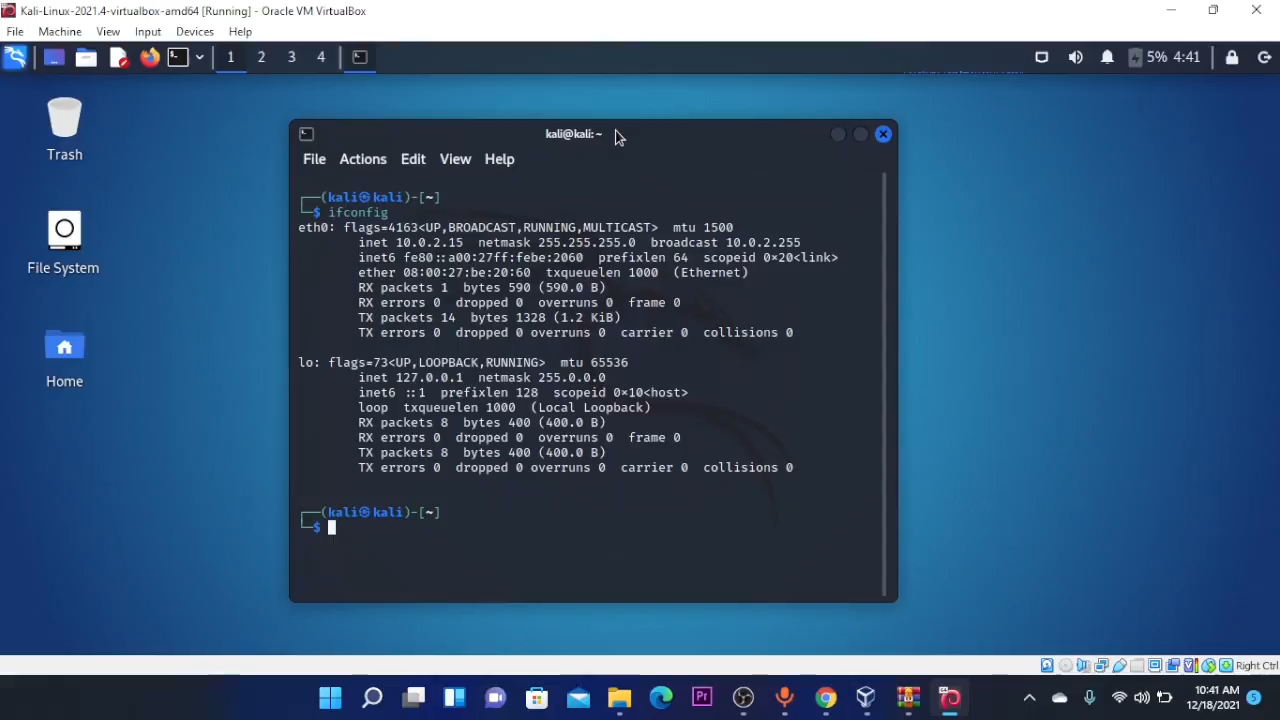 Kali-Linux-2021.4-virtualbox-amd64 [Running] - Oracle VM VirtualBox
File Machine View Input Devices Help
1 2 3 4 5% 4:41
Trash
File System
Home
kali@kali: ~
File Actions Edit View Help
┌──(kali㉿kali)-[~]
└─$ ifconfig
eth0: flags=4163<UP,BROADCAST,RUNNING,MULTICAST> mtu 1500
inet 10.0.2.15 netmask 255.255.255.0 broadcast 10.0.2.255
inet6 fe80::a00:27ff:febe:2060 prefixlen 64 scopeid 0×20<link>
ether 08:00:27:be:20:60 txqueuelen 1000 (Ethernet)
RX packets 1 bytes 590 (590.0 B)
RX errors 0 dropped 0 overruns 0 frame 0
TX packets 14 bytes 1328 (1.2 KiB)
TX errors 0 dropped 0 overruns 0 carrier 0 collisions 0
lo: flags=73<UP,LOOPBACK,RUNNING> mtu 65536
inet 127.0.0.1 netmask 255.0.0.0
inet6 ::1 prefixlen 128 scopeid 0×10<host>
loop txqueuelen 1000 (Local Loopback)
RX packets 8 bytes 400 (400.0 B)
RX errors 0 dropped 0 overruns 0 frame 0
TX packets 8 bytes 400 (400.0 B)
TX errors 0 dropped 0 overruns 0 carrier 0 collisions 0
┌──(kali㉿kali)-[~]
└─$
Right Ctrl
Pr
10:41 AM
12/18/2021
5